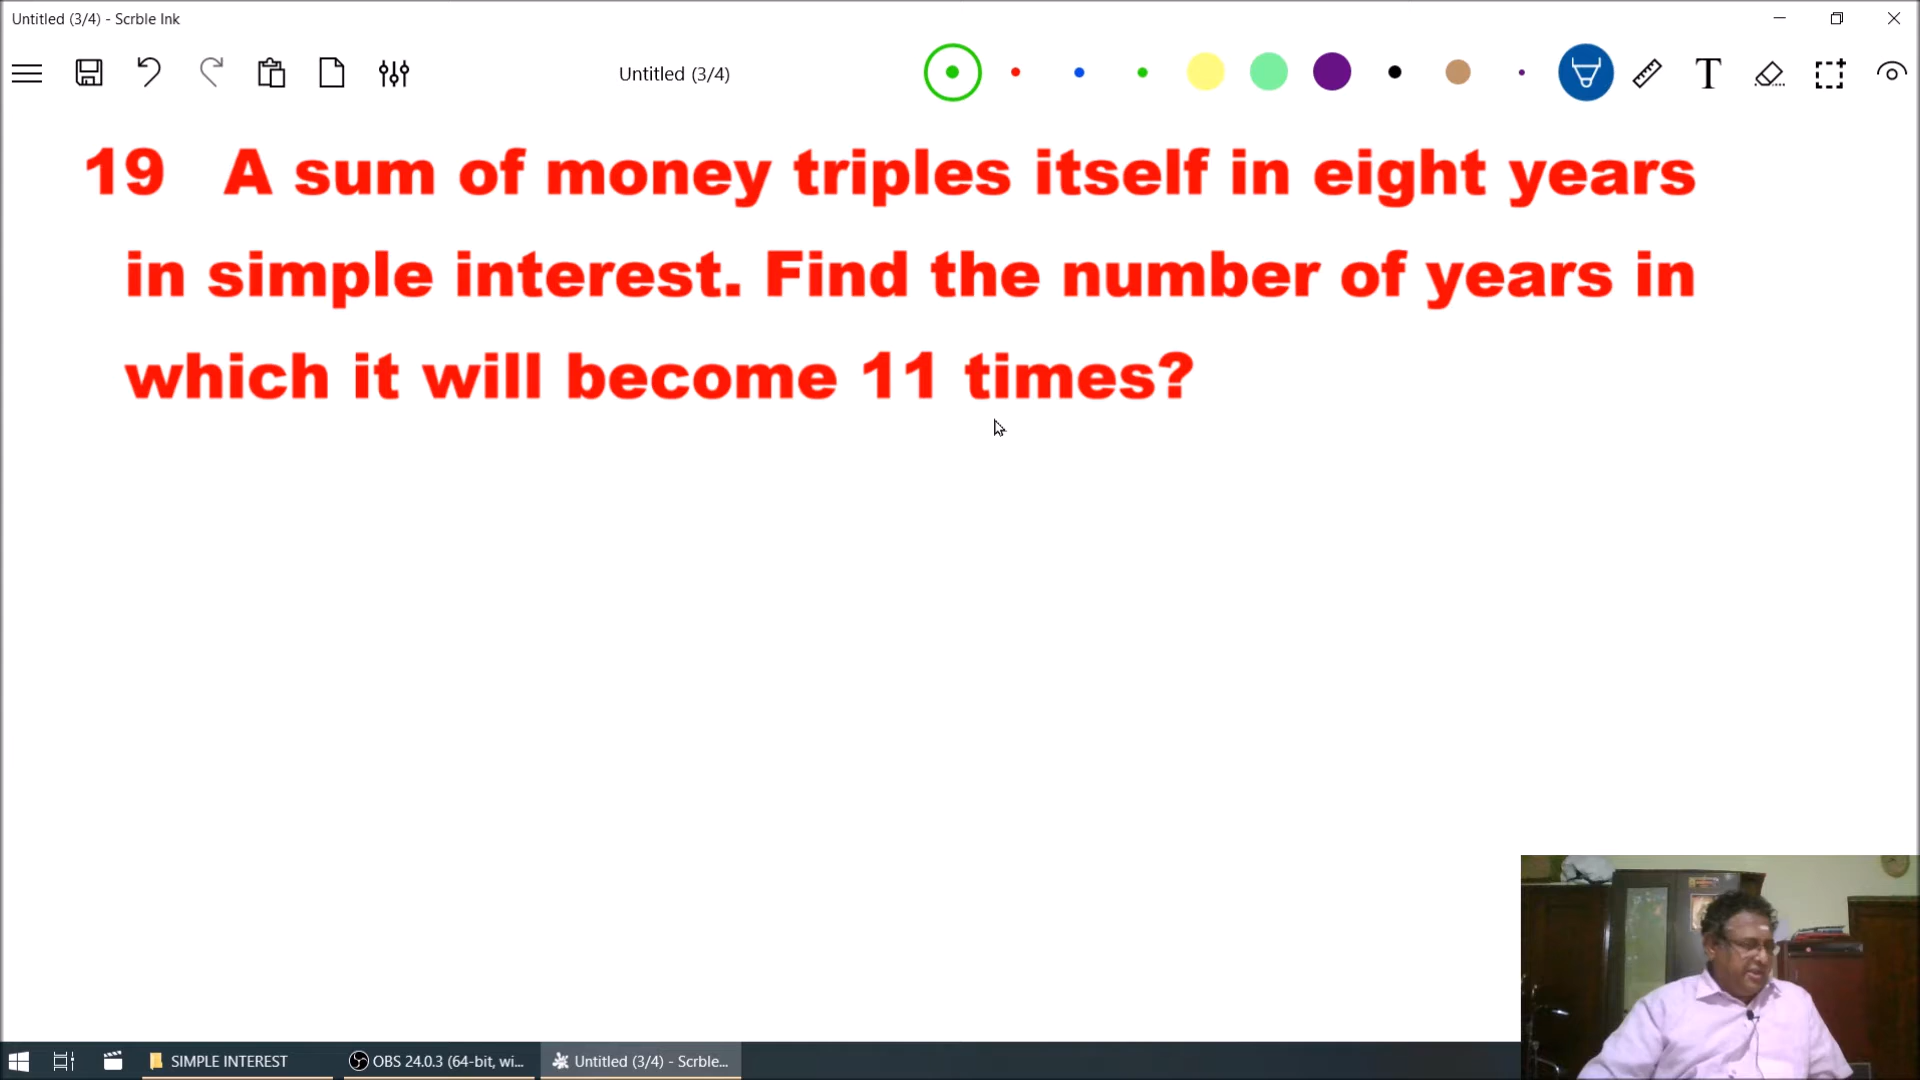 Untitled (3/4) - Scrble Ink
Untitled (3/4)
T
19 A sum of money triples itself in eight years
in simple interest. Find the number of years in
which it will become 11 times?
SIMPLE INTEREST
OBS 24.0.3 (64-bit, wi...
Untitled (3/4) - Scrble...